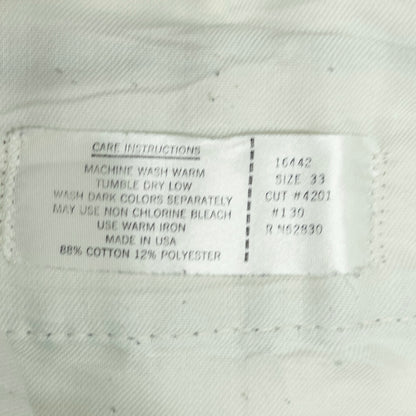 CARE INSTRUCTIONS
MACHINE WASH WARM
TUMBLE DRY LOW
WASH DARK COLORS SEPARATELY
MAY USE NON CHLORINE BLEACH
USE WARM IRON
MADE IN USA
88% COTTON 12% POLYESTER
16442
SIZE 33
CUT #4201
#130
R N62830